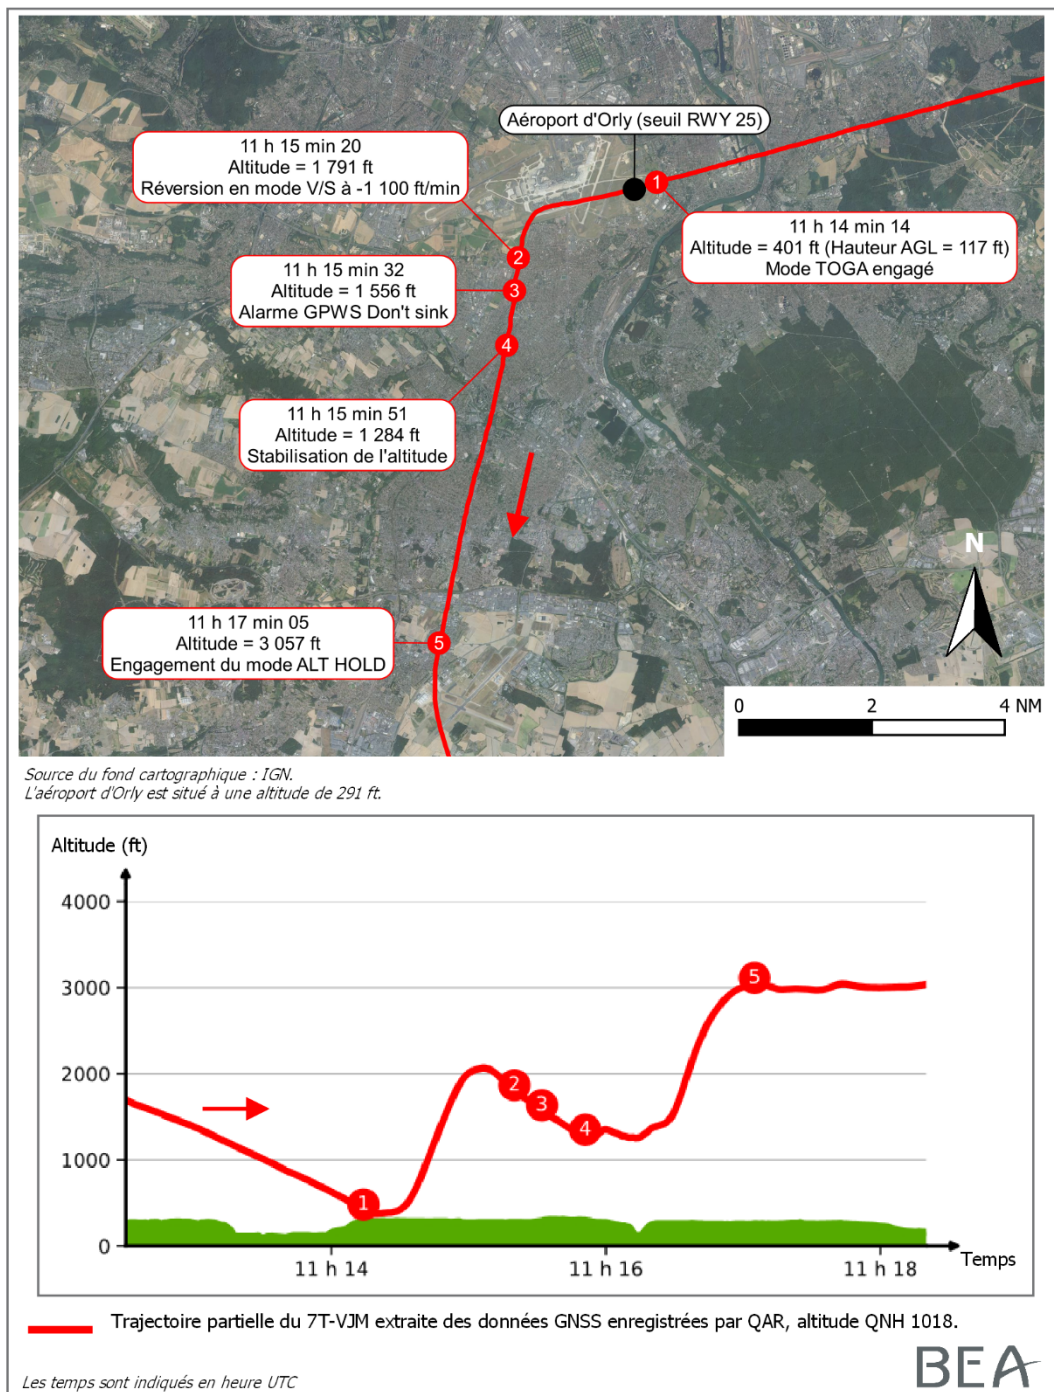 Aéroport d'Orly (seuil RWY 25)
11 h 15 min 20
Altitude = 1 791 ft
Réversion en mode V/S à -1 100 ft/min
1
11 h 14 min 14
Altitude = 401 ft (Hauteur AGL = 117 ft)
Mode TOGA engagé
2
11 h 15 min 32
Altitude = 1 556 ft
Alarme GPWS Don't sink
3
4
11 h 15 min 51
Altitude = 1 284 ft
Stabilisation de l'altitude
N
11 h 17 min 05
Altitude = 3 057 ft
Engagement du mode ALT HOLD
5
0 2 4 NM
Source du fond cartographique : IGN.
L'aéroport d'Orly est situé à une altitude de 291 ft.
Altitude (ft)
4000
3000
2000
1000
0
1
2
3
4
5
11 h 14 11 h 16 11 h 18
Temps
Trajectoire partielle du 7T-VJM extraite des données GNSS enregistrées par QAR, altitude QNH 1018.
BEA
Les temps sont indiqués en heure UTC